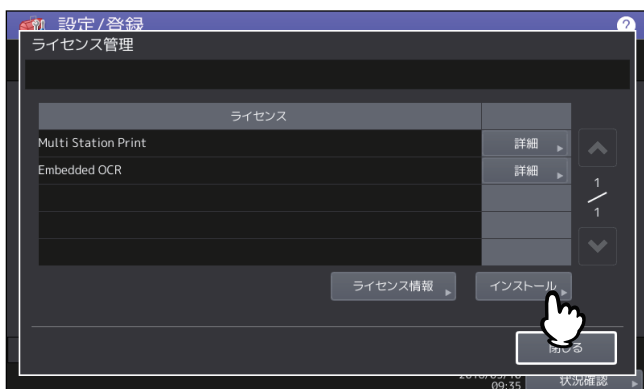 設定/登録
?
ライセンス管理
ライセンス
Multi Station Print
詳細
Embedded OCR
詳細
1
1
ライセンス情報
インストール
閉じる
09:35
状況確認